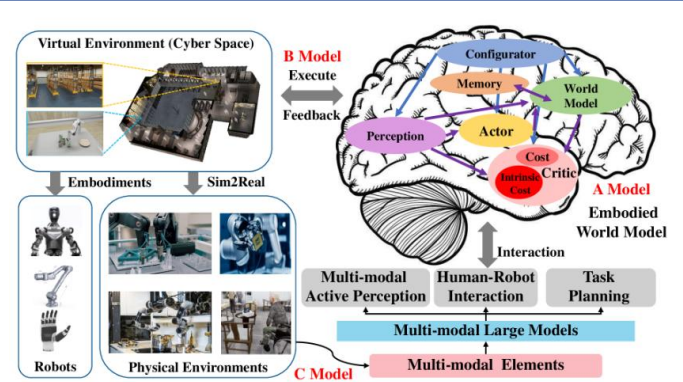 Virtual Environment (Cyber Space)
B Model
Execute
Feedback
Configurator
Memory
World
Model
Perception
Actor
Cost
Critic
Intrinsic
Cost
A Model
Embodied
World Model
Embodiments
Sim2Real
Interaction
Multi-modal
Active Perception
Human-Robot
Interaction
Task
Planning
Multi-modal Large Models
Multi-modal Elements
Robots
Physical Environments
C Model